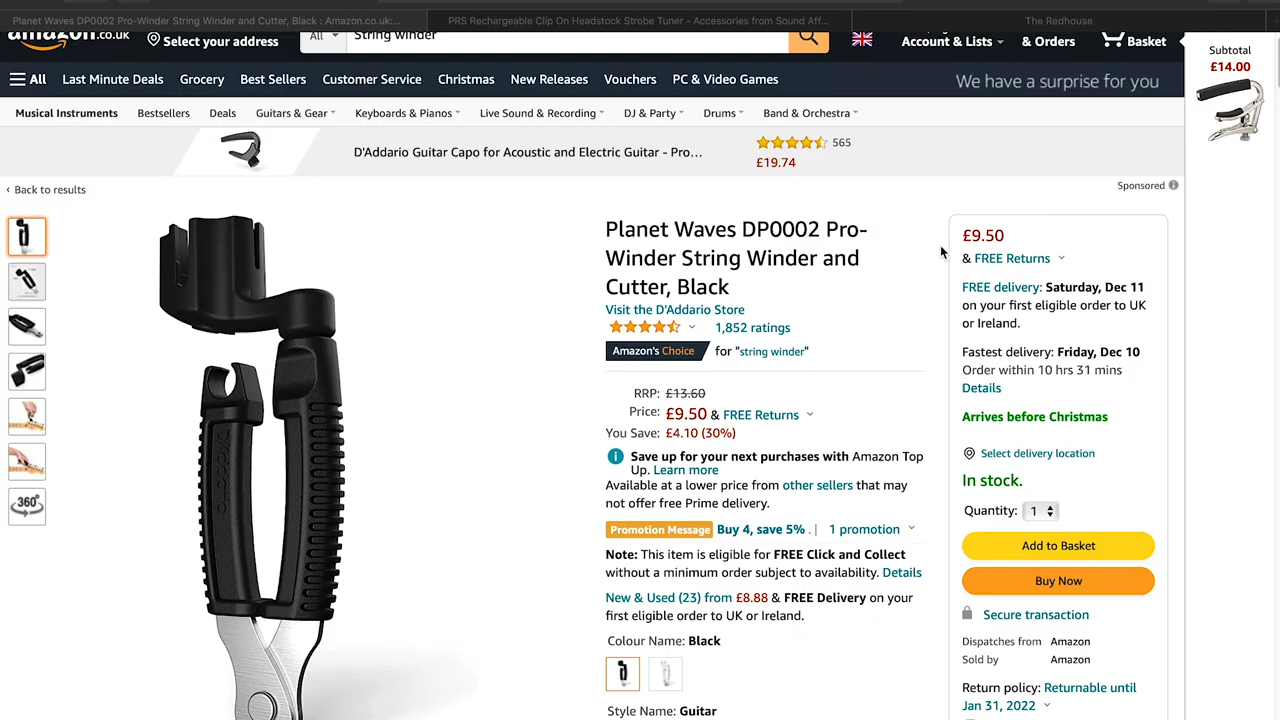 Planet Waves DP0002 Pro-Winder String Winder and Cutter, Black : Amazon.co.uk:...
PRS Rechargeable Clip On Headstock Strobe Tuner - Accessories from Sound Aff...
The Redhouse
amazon.co.uk
Select your address
All
String winder
Account & Lists
& Orders
Basket
Subtotal
£14.00
All
Last Minute Deals
Grocery
Best Sellers
Customer Service
Christmas
New Releases
Vouchers
PC & Video Games
We have a surprise for you
Musical Instruments
Bestsellers
Deals
Guitars & Gear
Keyboards & Pianos
Live Sound & Recording
DJ & Party
Drums
Band & Orchestra
D'Addario Guitar Capo for Acoustic and Electric Guitar - Pro...
565
£19.74
Sponsored
‹ Back to results
Planet Waves DP0002 Pro-
Winder String Winder and
Cutter, Black
Visit the D'Addario Store
1,852 ratings
Amazon's Choice for "string winder"
RRP: £13.60
Price: £9.50 & FREE Returns
You Save: £4.10 (30%)
Save up for your next purchases with Amazon Top
Up. Learn more
Available at a lower price from other sellers that may
not offer free Prime delivery.
Promotion Message Buy 4, save 5% . | 1 promotion
Note: This item is eligible for FREE Click and Collect
without a minimum order subject to availability. Details
New & Used (23) from £8.88 & FREE Delivery on your
first eligible order to UK or Ireland.
Colour Name: Black
Style Name: Guitar
£9.50
& FREE Returns
FREE delivery: Saturday, Dec 11
on your first eligible order to UK
or Ireland.
Fastest delivery: Friday, Dec 10
Order within 10 hrs 31 mins
Details
Arrives before Christmas
Select delivery location
In stock.
Quantity: 1
Add to Basket
Buy Now
Secure transaction
Dispatches from Amazon
Sold by Amazon
Return policy: Returnable until
Jan 31, 2022
360°